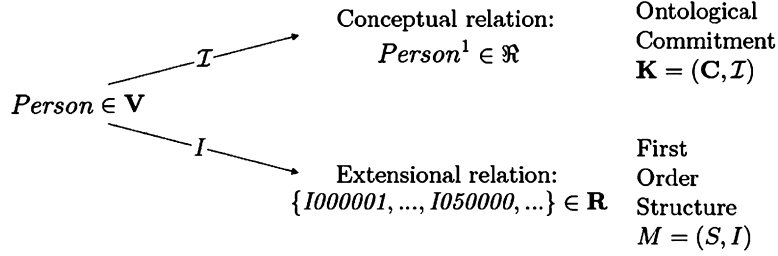 Conceptual relation:
Person¹ ∈ ℜ
Ontological
Commitment
K = (C, ℐ)
ℐ
Person ∈ V
I
Extensional relation:
{I000001, ..., I050000, ...} ∈ R
First
Order
Structure
M = (S, I)